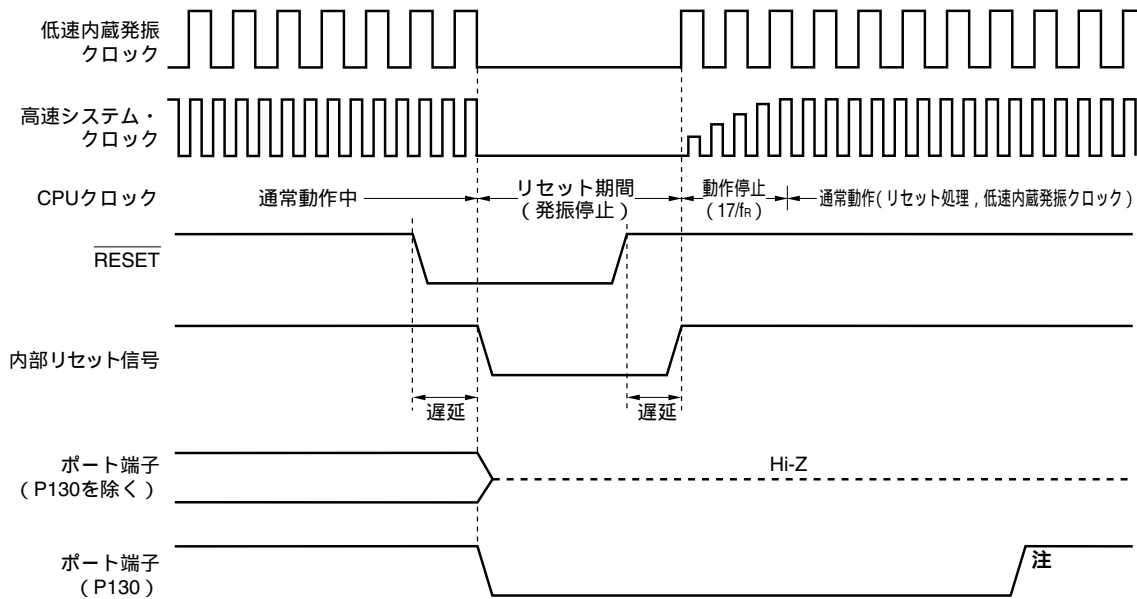 低速内蔵発振
クロック
高速システム・
クロック
CPUクロック
通常動作中
リセット期間
（発振停止）
動作停止
（17/fR）
通常動作（リセット処理，低速内蔵発振クロック）
RESET
内部リセット信号
遅延
遅延
ポート端子
（P130を除く）
Hi-Z
ポート端子
（P130）
注